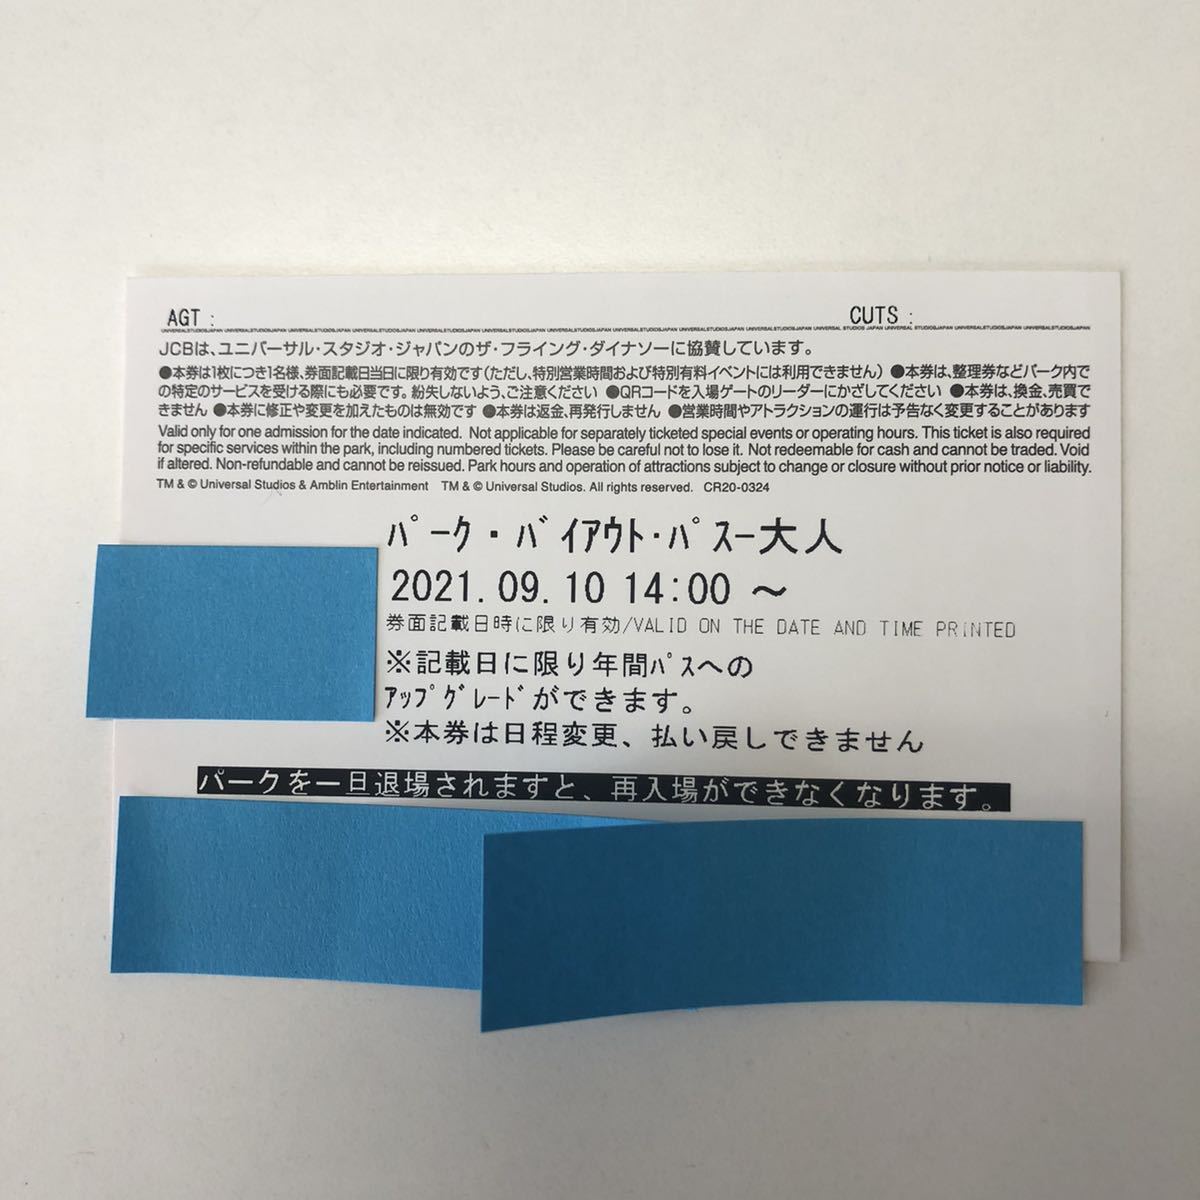 AGT :
CUTS :
JCBは、ユニバーサル・スタジオ・ジャパンのザ・フライング・ダイナソーに協賛しています。
●本券は1枚につき1名様、券面記載日当日に限り有効です(ただし、特別営業時間および特別有料イベントには利用できません) ●本券は、整理券などパーク内で
の特定のサービスを受ける際にも必要です。紛失しないよう、ご注意ください ●QRコードを入場ゲートのリーダーにかざしてください ●本券は、換金、売買で
きません ●本券に修正や変更を加えたものは無効です ●本券は返金、再発行しません ●営業時間やアトラクションの運行は予告なく変更することがあります
Valid only for one admission for the date indicated. Not applicable for separately ticketed special events or operating hours. This ticket is also required
for specific services within the park, including numbered tickets. Please be careful not to lose it. Not redeemable for cash and cannot be traded. Void
if altered. Non-refundable and cannot be reissued. Park hours and operation of attractions subject to change or closure without prior notice or liability.
TM & © Universal Studios & Amblin Entertainment TM & © Universal Studios. All rights reserved. CR20-0324
ﾊﾟｰｸ・ﾊﾞｲｱｳﾄ・ﾊﾟｽー大人
2021.09.10 14:00 ～
券面記載日時に限り有効/VALID ON THE DATE AND TIME PRINTED
※記載日に限り年間ﾊﾟｽへの
ｱｯﾌﾟｸﾞﾚｰﾄﾞができます。
※本券は日程変更、払い戻しできません
パークを一旦退場されますと、再入場ができなくなります。